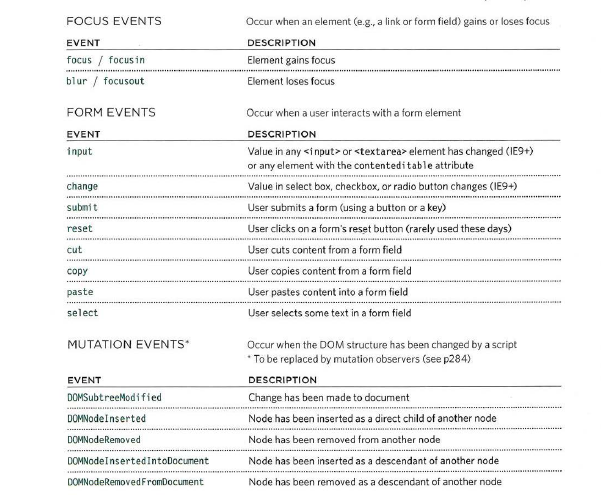 FOCUS EVENTS Occur when an element (e.g., a link or form field) gains or loses focus
EVENT DESCRIPTION
focus / focusin Element gains focus
blur / focusout Element loses focus
FORM EVENTS Occur when a user interacts with a form element
EVENT DESCRIPTION
input Value in any <input> or <textarea> element has changed (IE9+)
or any element with the contenteditable attribute
change Value in select box, checkbox, or radio button changes (IE9+)
submit User submits a form (using a button or a key)
reset User clicks on a form's reset button (rarely used these days)
cut User cuts content from a form field
copy User copies content from a form field
paste User pastes content into a form field
select User selects some text in a form field
MUTATION EVENTS* Occur when the DOM structure has been changed by a script
* To be replaced by mutation observers (see p284)
EVENT DESCRIPTION
DOMSubtreeModified Change has been made to document
DOMNodeInserted Node has been inserted as a direct child of another node
DOMNodeRemoved Node has been removed from another node
DOMNodeInsertedIntoDocument Node has been inserted as a descendant of another node
DOMNodeRemovedFromDocument Node has been removed as a descendant of another node